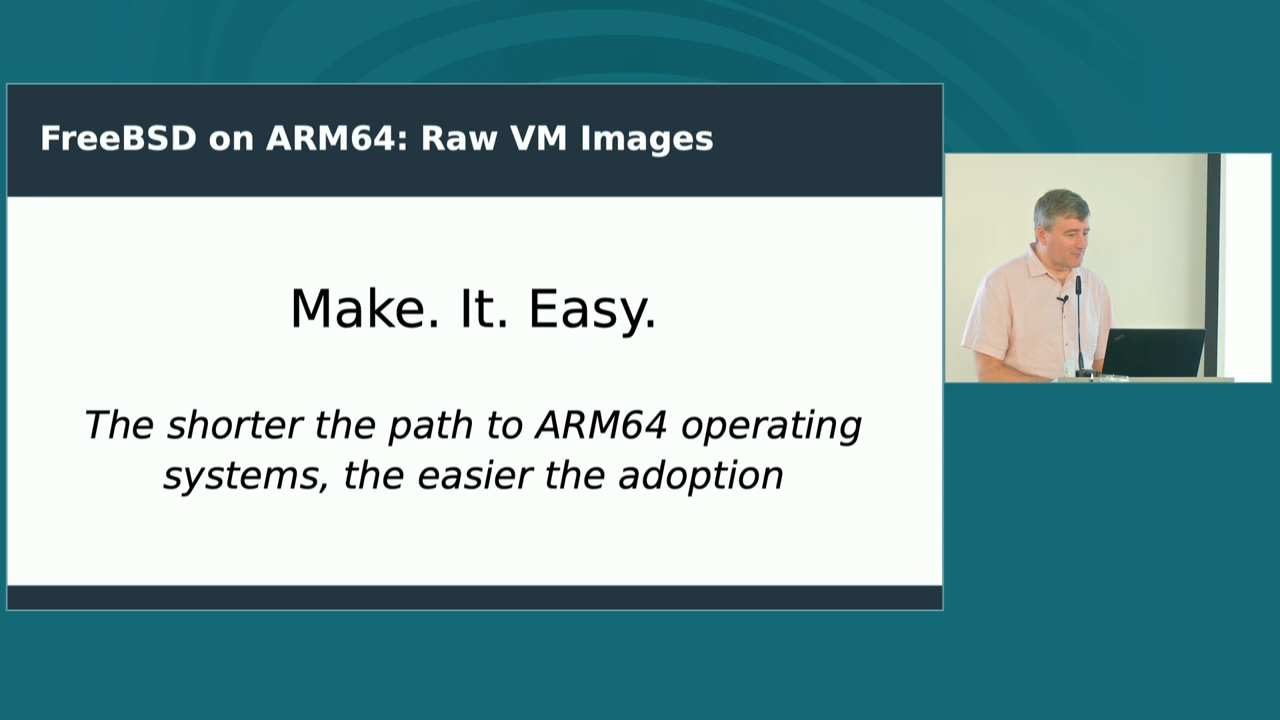 FreeBSD on ARM64: Raw VM Images
Make. It. Easy.
The shorter the path to ARM64 operating
systems, the easier the adoption